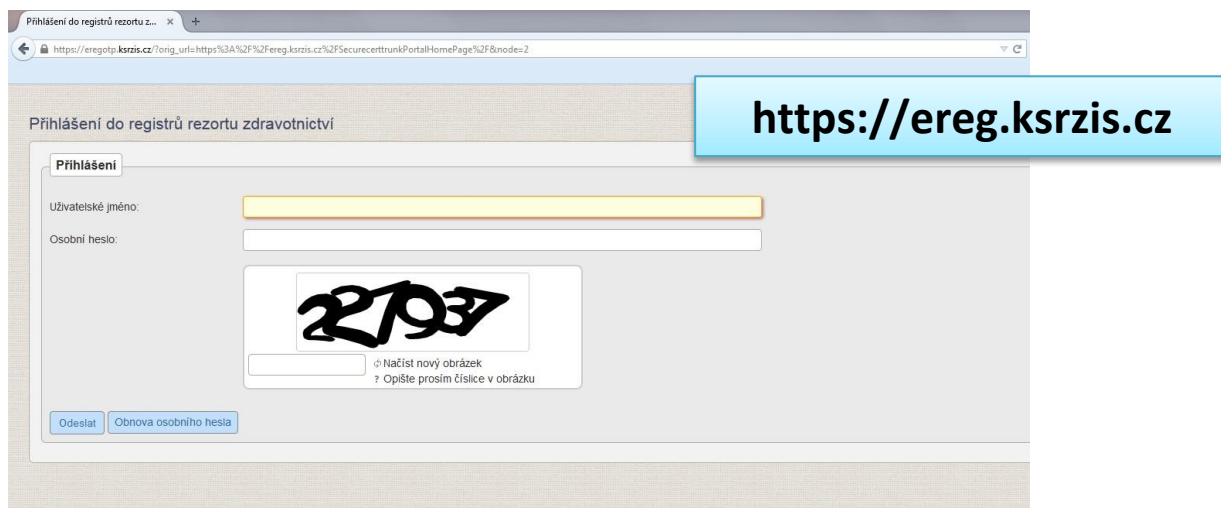 Přihlášení do registrů rezortu z... × +
https://eregotp.ksrzis.cz/?orig_url=https%3A%2F%2Fereg.ksrzis.cz%2FSecurecerttrunkPortalHomePage%2F&node=2
https://ereg.ksrzis.cz
Přihlášení do registrů rezortu zdravotnictví
Přihlášení
Uživatelské jméno:
Osobní heslo:
Načíst nový obrázek
? Opište prosím číslice v obrázku
Odeslat Obnova osobního hesla